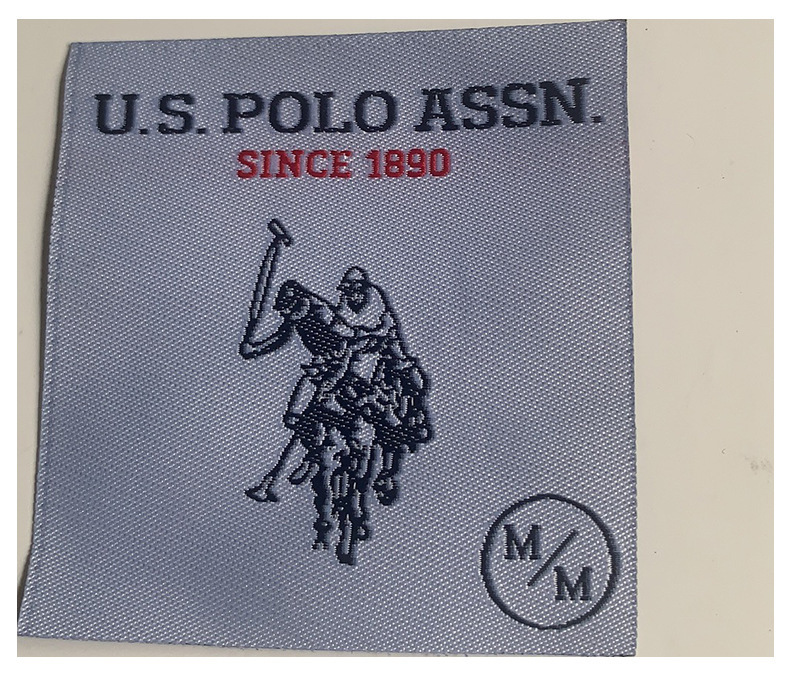 U.S. POLO ASSN.
SINCE 1890
M/M